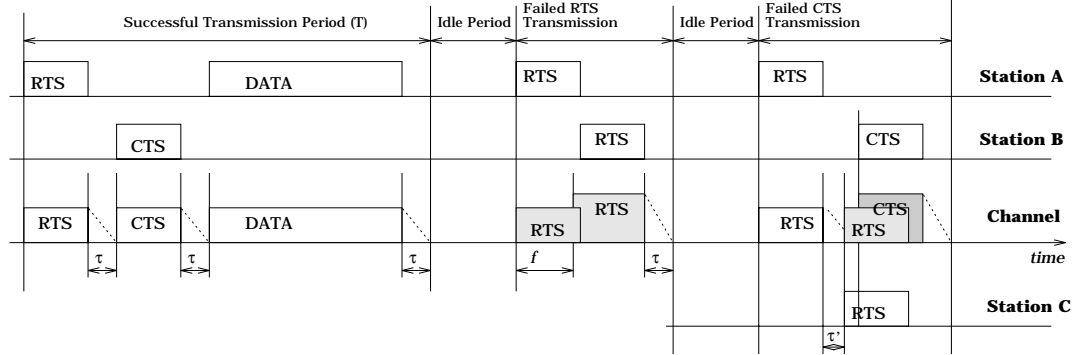 Successful Transmission Period (T)
Idle Period
Failed RTS
Transmission
Idle Period
Failed CTS
Transmission
RTS
DATA
RTS
RTS
Station A
CTS
RTS
CTS
Station B
RTS
CTS
DATA
RTS
RTS
RTS
RTS
CTS
Channel
τ
τ
τ
f
τ
time
RTS
Station C
τ'